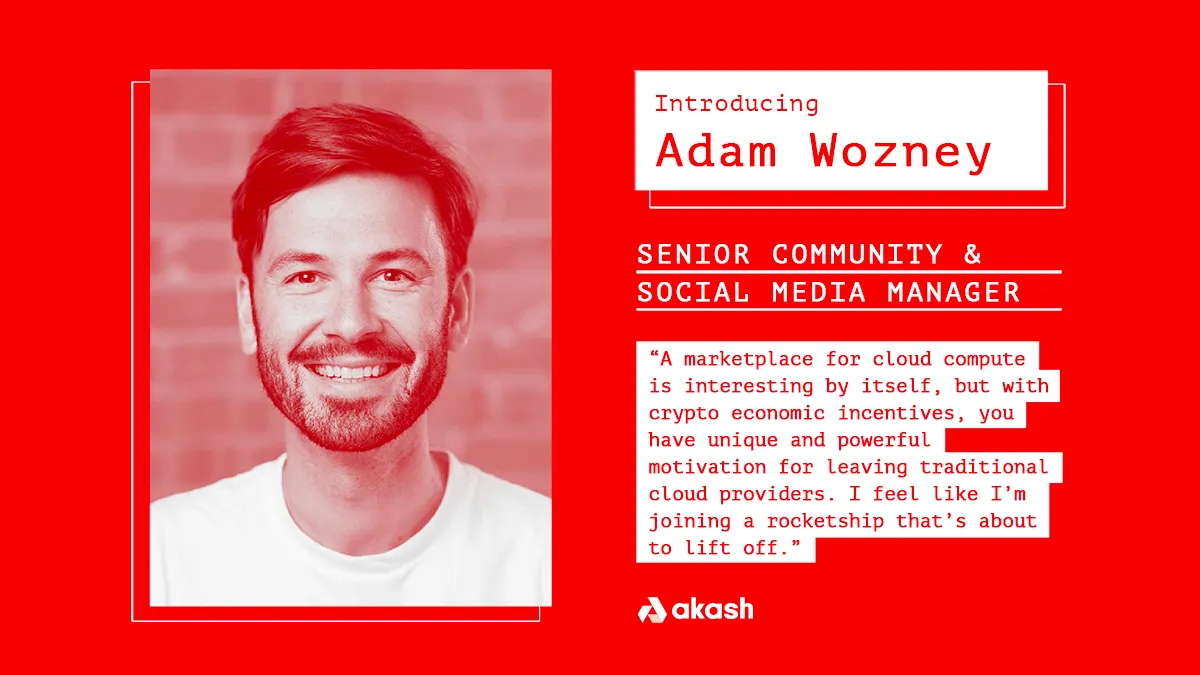 Introducing
Adam Wozney
SENIOR COMMUNITY &
SOCIAL MEDIA MANAGER
“A marketplace for cloud compute
is interesting by itself, but with
crypto economic incentives, you
have unique and powerful
motivation for leaving traditional
cloud providers. I feel like I’m
joining a rocketship that’s about
to lift off.”
akash